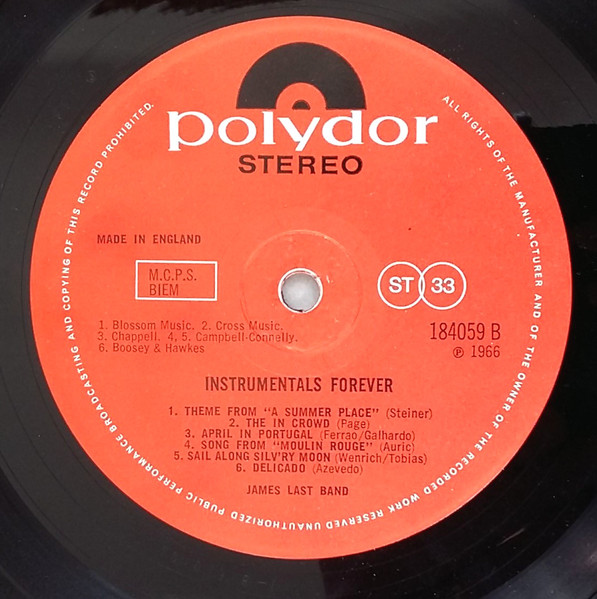 polydor
STEREO
ALL RIGHTS OF THE MANUFACTURER AND OF THE OWNER OF THE RECORDED WORK RESERVED UNAUTHORIZED PUBLIC PERFORMANCE BROADCASTING AND COPYING OF THIS RECORD PROHIBITED.
MADE IN ENGLAND
M.C.P.S.
BIEM
ST 33
1. Blossom Music. 2. Cross Music.
3. Chappell. 4, 5. Campbell-Connelly.
6. Boosey & Hawkes
184059 B
℗ 1966
INSTRUMENTALS FOREVER
1. THEME FROM "A SUMMER PLACE" (Steiner)
2. THE IN CROWD (Page)
3. APRIL IN PORTUGAL (Ferrao/Galhardo)
4. SONG FROM "MOULIN ROUGE" (Auric)
5. SAIL ALONG SILV'RY MOON (Wenrich/Tobias)
6. DELICADO (Azevedo)
JAMES LAST BAND